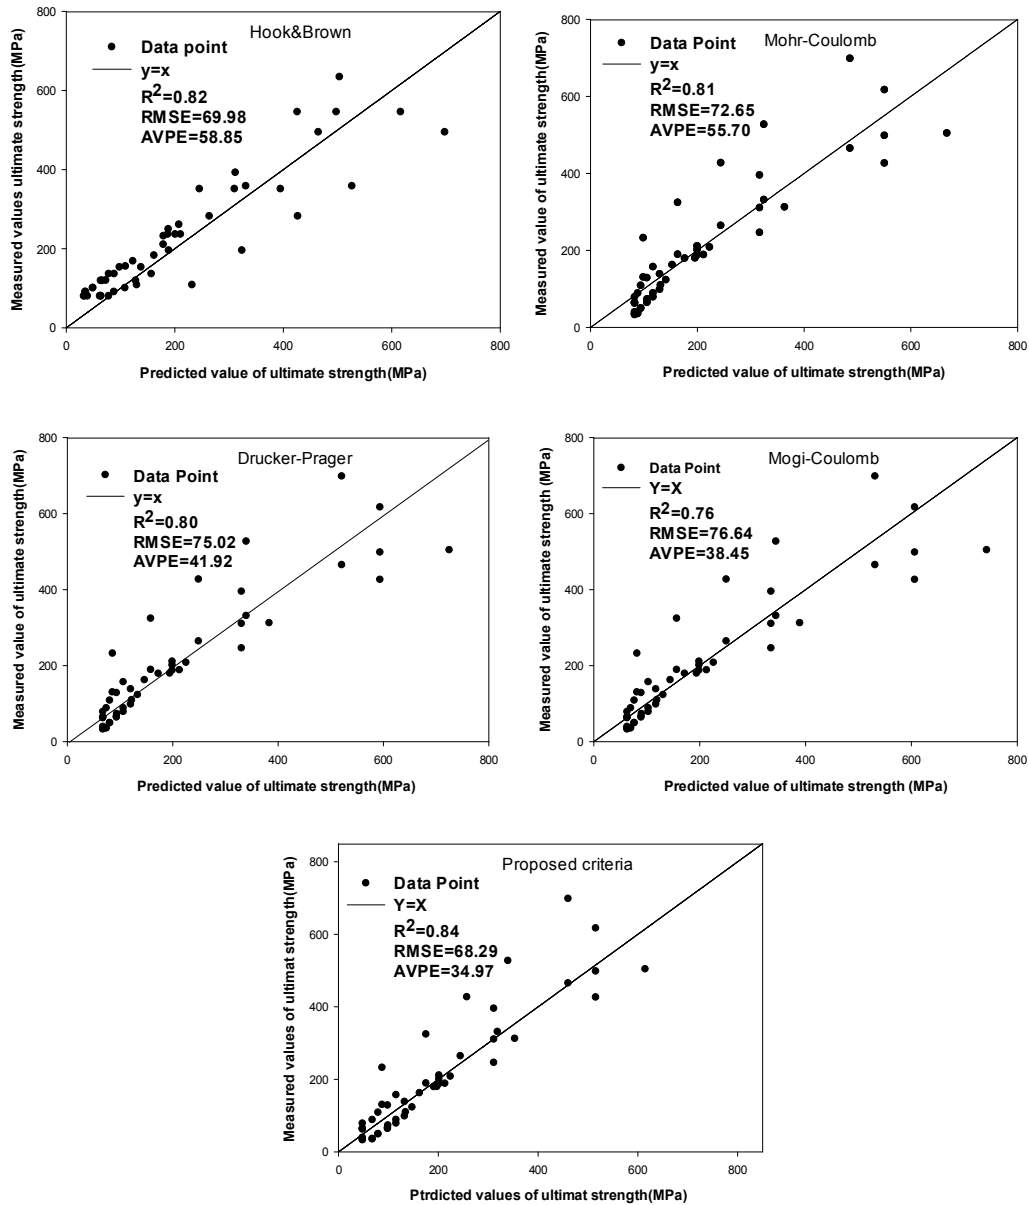 Hook&Brown
Data point
y=x
R2=0.82
RMSE=69.98
AVPE=58.85
Measured values ultimate strength(MPa)
800
600
400
200
0
0 200 400 600 800
Predicted value of ultimate strength(MPa)
Mohr-Coulomb
Data Point
y=x
R2=0.81
RMSE=72.65
AVPE=55.70
Measured value of ultimate strength(MPa)
800
600
400
200
0
0 200 400 600 800
Predicted value of ultimate strength(MPa)
Drucker-Prager
Data Point
y=x
R2=0.80
RMSE=75.02
AVPE=41.92
Measured value of ultimate strength(MPa)
800
600
400
200
0
0 200 400 600 800
Predicted value of ultimate strength(MPa)
Mogi-Coulomb
Data Point
Y=X
R2=0.76
RMSE=76.64
AVPE=38.45
Measured value of ultimate strength (MPa)
800
600
400
200
0
0 200 400 600 800
Predicted value of ultimate strength (MPa)
Proposed criteria
Data Point
Y=X
R2=0.84
RMSE=68.29
AVPE=34.97
Measured values of ultimat strength(MPa)
800
600
400
200
0
0 200 400 600 800
Ptrdicted values of ultimat strength(MPa)